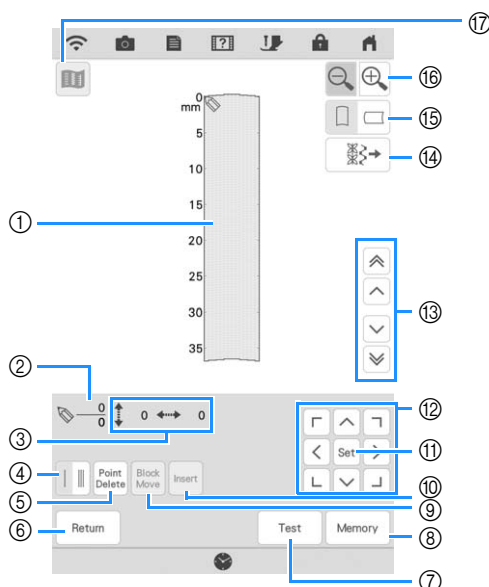 ⑰
⑯
0
mm
5
⑮
10
⑭
15
①
20
25
30
⑬
35
②
0
0
0
0
⑫
③
Set
⑪
④
Point
Delete
Block
Move
Insert
⑩
⑤
⑨
⑥
Return
Test
Memory
⑧
⑦